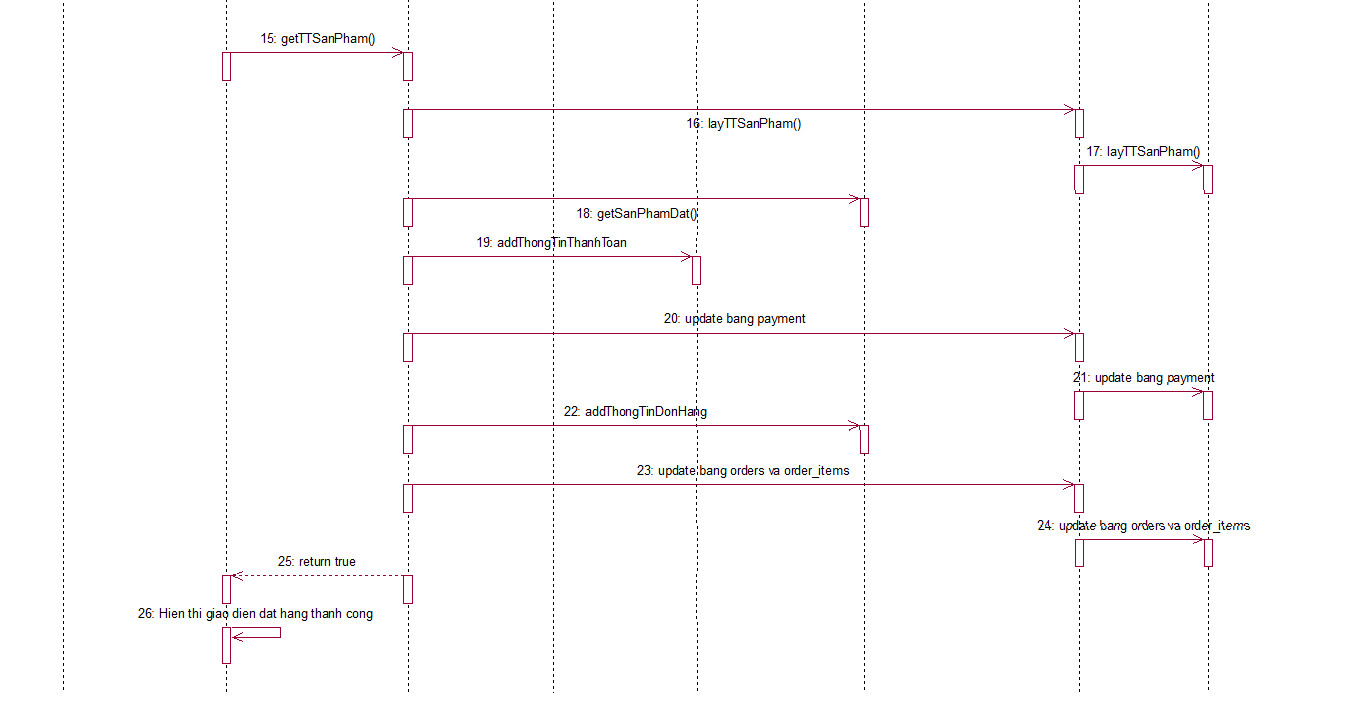 15: getTTSanPham()
16: layTTSanPham()
17: layTTSanPham()
18: getSanPhamDat()
19: addThongTinThanhToan
20: update bang payment
21: update bang payment
22: addThongTinDonHang
23: update bang orders va order_items
24: update bang orders va order_items
25: return true
26: Hien thi giao dien dat hang thanh cong